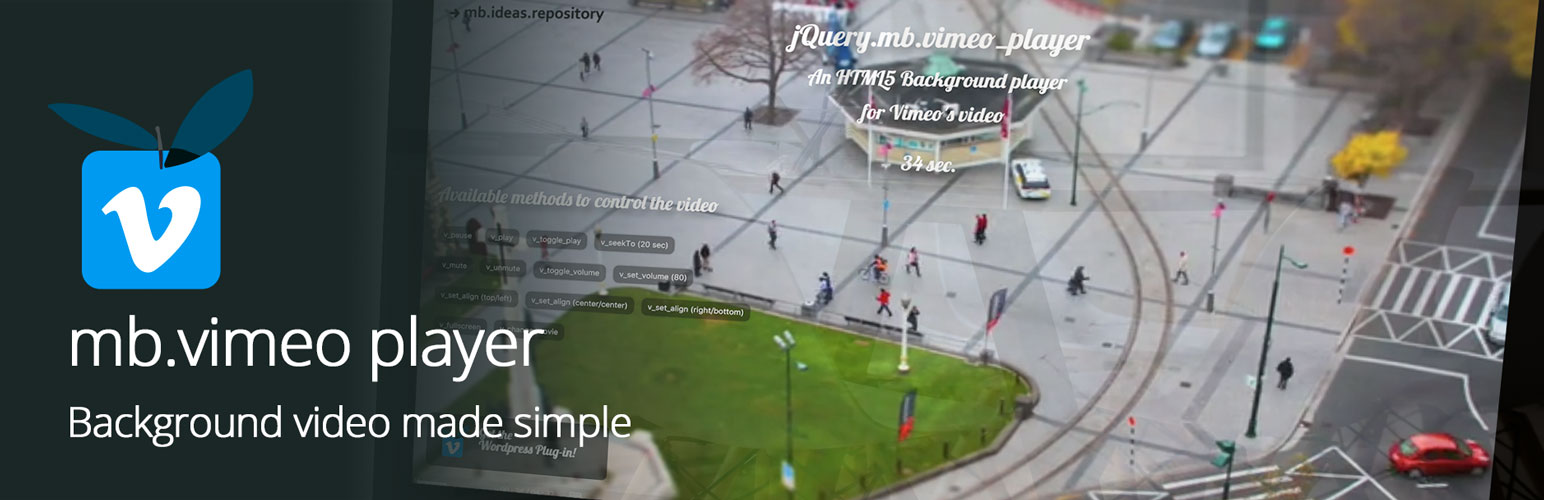 → mb.ideas.repository
jQuery.mb.vimeo_player
An HTML5 Background player
for Vimeo's video
34 sec.
Available methods to control the video
v_pause v_play v_toggle_play v_seekTo (20 sec)
v_mute v_unmute v_toggle_volume v_set_volume (80)
v_set_align (top/left) v_set_align (center/center) v_set_align (right/bottom)
v_fullscreen
mb.vimeo player
Background video made simple
Wordpress Plug-in!